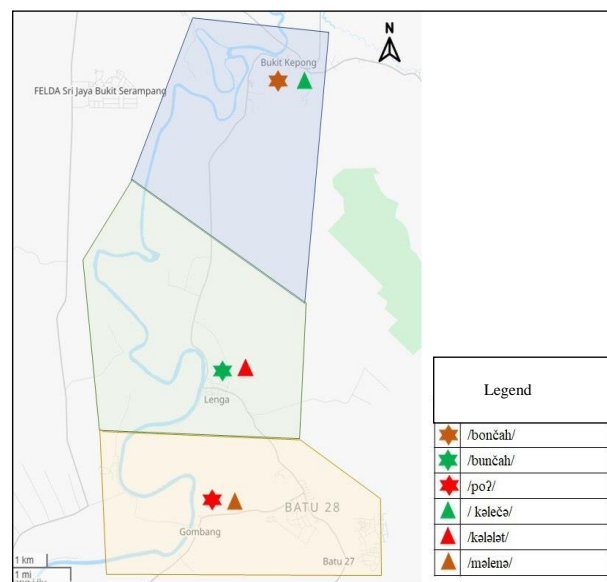 N
Bukit Kepong
FELDA Sri Jaya Bukit Serampang
Lenga
BATU 28
Gombang
Batu 27
1 km
1 mi
Legend
/bončah/
/bunčah/
/poʔ/
/ kəlečə/
/kələlət/
/məlenə/